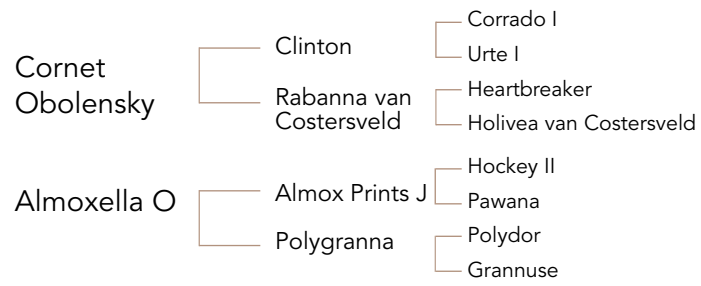 Cornet
Obolensky
Clinton
Corrado I
Urte I
Rabanna van
Costersveld
Heartbreaker
Holivea van Costersveld
Almoxella O
Almox Prints J
Hockey II
Pawana
Polygranna
Polydor
Grannuse